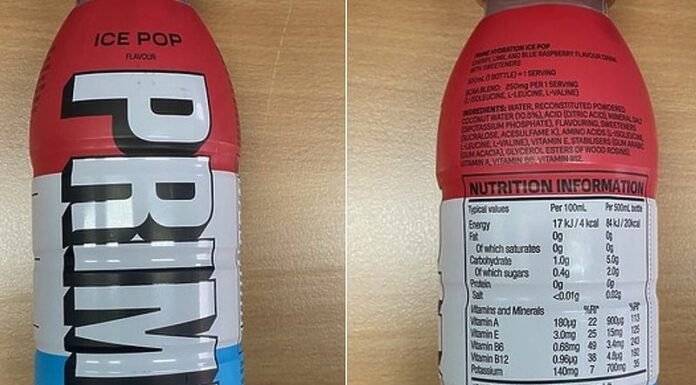 ICE POP
FLAVOUR
PRIM
PRIME HYDRATION ICE POP
CHERRY, LIME, AND BLUE RASPBERRY FLAVOUR DRINK
WITH SWEETENERS
500mL (1 BOTTLE) = 1 SERVING
BCAA BLEND: 250mg PER 1 SERVING
(L-ISOLEUCINE, L-LEUCINE, L-VALINE)
INGREDIENTS: WATER, RECONSTITUTED POWDERED
COCONUT WATER (10.5%), ACID (CITRIC ACID), MINERAL SALT
(DIPOTASSIUM PHOSPHATE), FLAVOURING, SWEETENERS
(SUCRALOSE, ACESULFAME K), AMINO ACIDS (L-ISOLEUCINE,
L-LEUCINE, L-VALINE), VITAMIN E, STABILISERS (GUM ARABIC
(GUM ACACIA), GLYCEROL ESTERS OF WOOD ROSINS),
VITAMIN A, VITAMIN B6, VITAMIN B12.
NUTRITION INFORMATION
Typical values Per 100mL Per 500mL bottle
Energy 17 kJ / 4 kcal 84 kJ / 20kcal
Fat 0g 0g
Of which saturates 0g 0g
Carbohydrate 1.0g 5.0g
Of which sugars 0.4g 2.0g
Protein 0g 0g
Salt <0.01g 0.02g
Vitamins and Minerals %RI* %RI*
Vitamin A 180µg 22 900µg 113
Vitamin E 3.0mg 25 15mg 125
Vitamin B6 0.68mg 49 3.4mg 243
Vitamin B12 0.96µg 38 4.8µg 192
Potassium 140mg 7 700mg 35